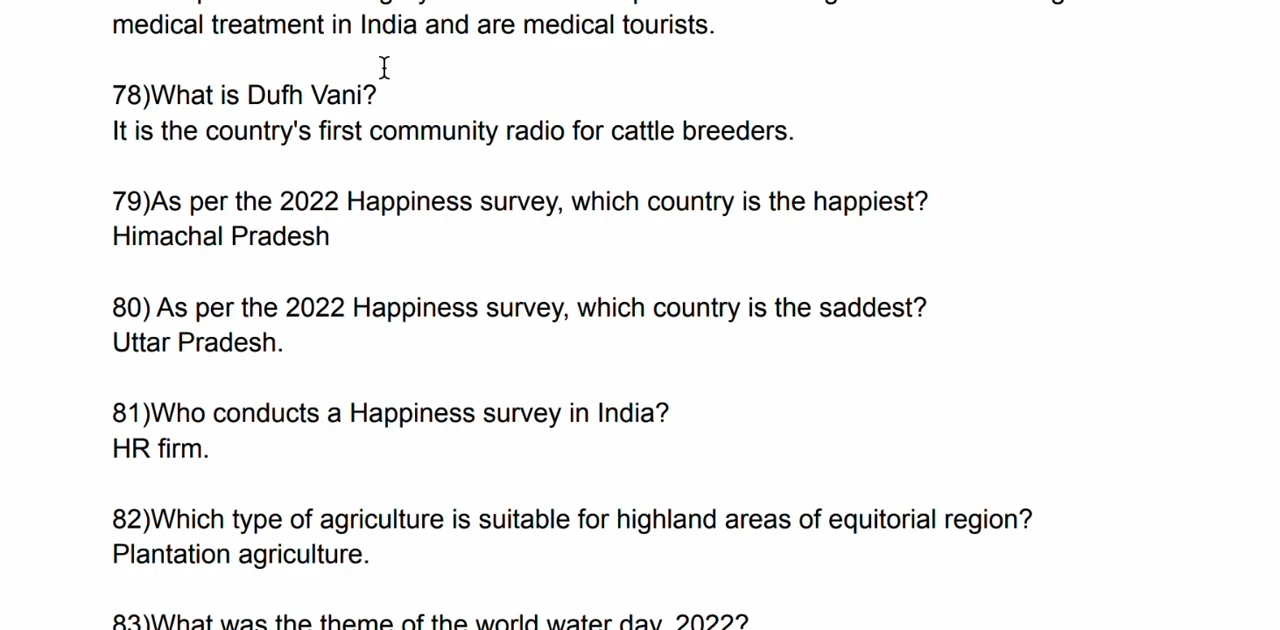 medical treatment in India and are medical tourists.
78)What is Dufh Vani?
It is the country's first community radio for cattle breeders.
79)As per the 2022 Happiness survey, which country is the happiest?
Himachal Pradesh
80) As per the 2022 Happiness survey, which country is the saddest?
Uttar Pradesh.
81)Who conducts a Happiness survey in India?
HR firm.
82)Which type of agriculture is suitable for highland areas of equitorial region?
Plantation agriculture.
83)What was the theme of the world water day, 2022?